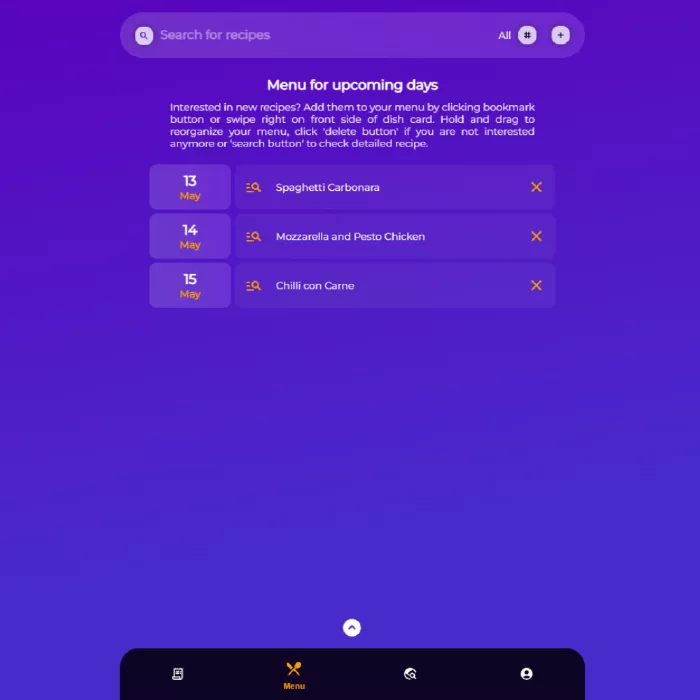 Search for recipes
All #
Menu for upcoming days
Interested in new recipes? Add them to your menu by clicking bookmark
button or swipe right on front side of dish card. Hold and drag to
reorganize your menu, click 'delete button' if you are not interested
anymore or 'search button' to check detailed recipe.
13
May
Spaghetti Carbonara
14
May
Mozzarella and Pesto Chicken
15
May
Chilli con Carne
Menu